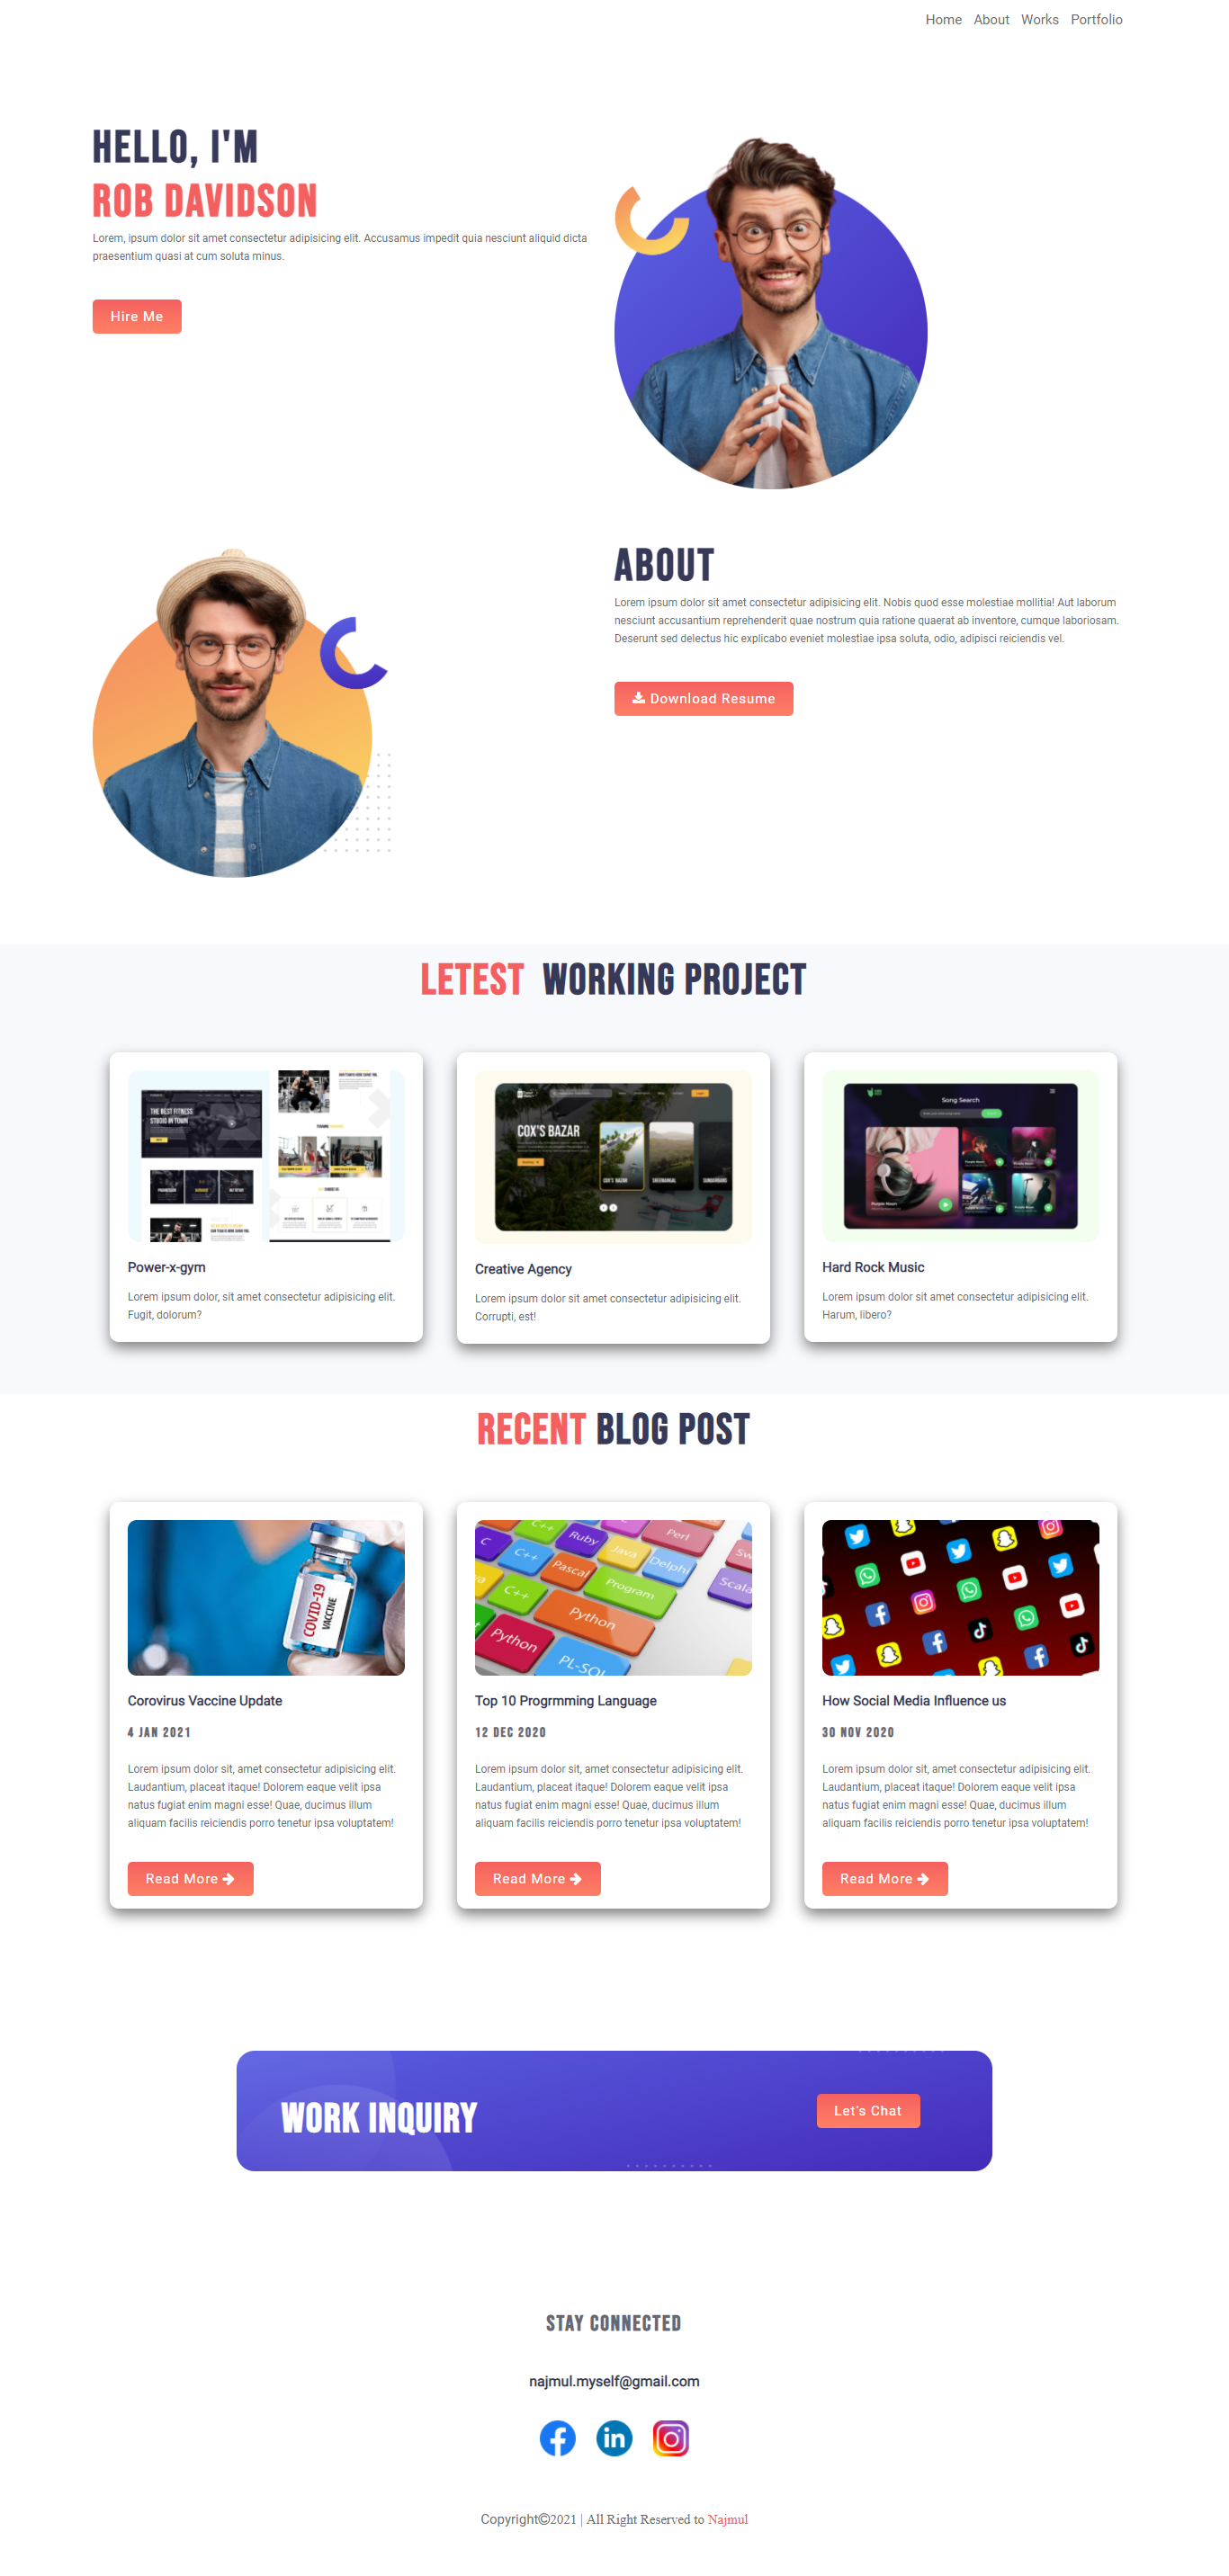 Home About Works Portfolio
HELLO, I'M
ROB DAVIDSON
Lorem, ipsum dolor sit amet consectetur adipisicing elit. Accusamus impedit quia nesciunt aliquid dicta
praesentium quasi at cum soluta minus.
Hire Me
ABOUT
Lorem ipsum dolor sit amet consectetur adipisicing elit. Nobis quod esse molestiae mollitia! Aut laborum
nesciunt accusantium reprehenderit quae nostrum quia ratione quaerat ab inventore, cumque laboriosam.
Deserunt sed delectus hic explicabo eveniet molestiae ipsa soluta, odio, adipisci reiciendis vel.
Download Resume
LETEST WORKING PROJECT
THE BEST FITNESS
STUDIO IN TOWN
Power-x-gym
Lorem ipsum dolor, sit amet consectetur adipisicing elit.
Fugit, dolorum?
COX'S BAZAR
COX'S BAZAR
SREEMANGAL
SUNDARBANS
Creative Agency
Lorem ipsum dolor sit amet consectetur adipisicing elit.
Corrupti, est!
Song Search
Purple Noon
Hard Rock Music
Lorem ipsum dolor sit amet consectetur adipisicing elit.
Harum, libero?
RECENT BLOG POST
COVID-19
VACCINE
Corovirus Vaccine Update
4 JAN 2021
Lorem ipsum dolor sit, amet consectetur adipisicing elit.
Laudantium, placeat itaque! Dolorem eaque velit ipsa
natus fugiat enim magni esse! Quae, ducimus illum
aliquam facilis reiciendis porro tenetur ipsa voluptatem!
Read More
C++
Ruby
Perl
C
C++
Java
Delphi
Pascal
C++
Program
Scala
Python
Python
PL-SQL
Top 10 Progrmming Language
12 DEC 2020
Lorem ipsum dolor sit, amet consectetur adipisicing elit.
Laudantium, placeat itaque! Dolorem eaque velit ipsa
natus fugiat enim magni esse! Quae, ducimus illum
aliquam facilis reiciendis porro tenetur ipsa voluptatem!
Read More
How Social Media Influence us
30 NOV 2020
Lorem ipsum dolor sit, amet consectetur adipisicing elit.
Laudantium, placeat itaque! Dolorem eaque velit ipsa
natus fugiat enim magni esse! Quae, ducimus illum
aliquam facilis reiciendis porro tenetur ipsa voluptatem!
Read More
WORK INQUIRY
Let's Chat
STAY CONNECTED
najmul.myself@gmail.com
in
Copyright©2021 | All Right Reserved to Najmul